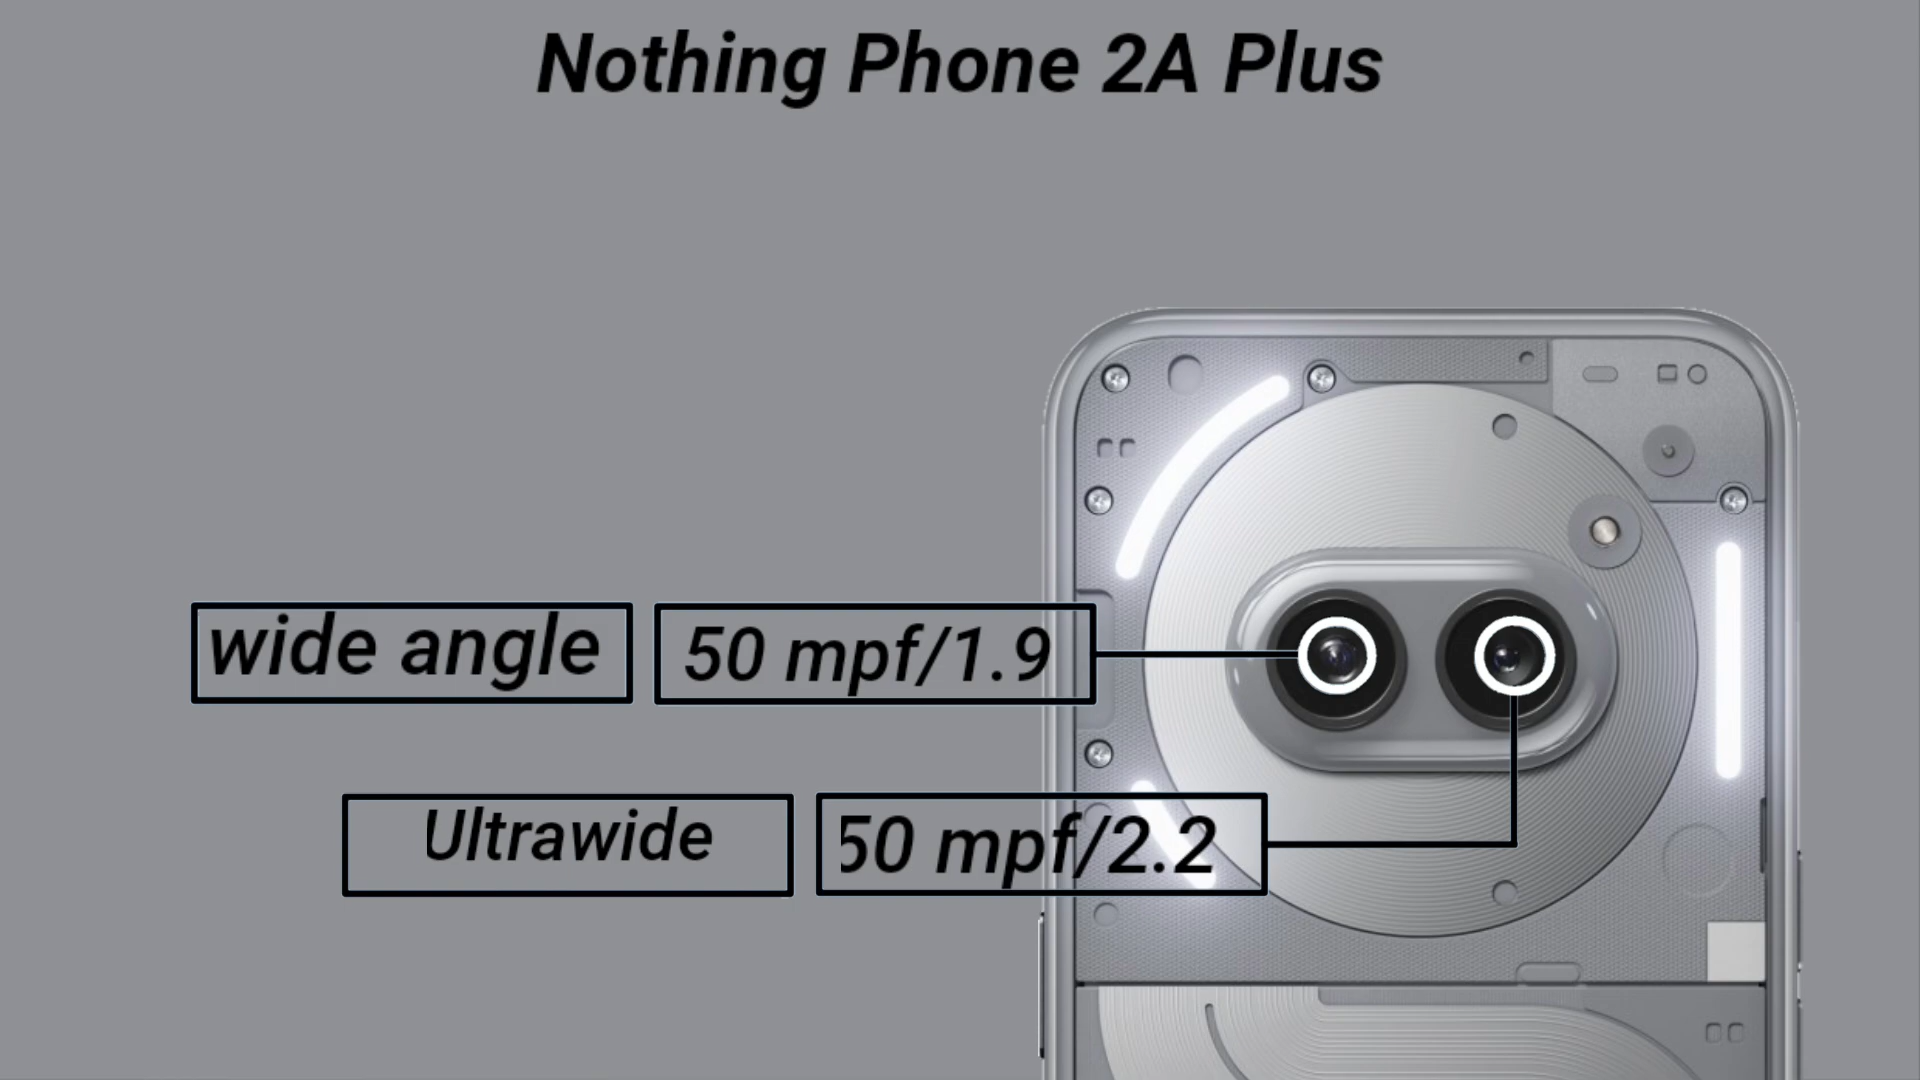 Nothing Phone 2A Plus
wide angle
50 mpf/1.9
Ultrawide
50 mpf/2.2